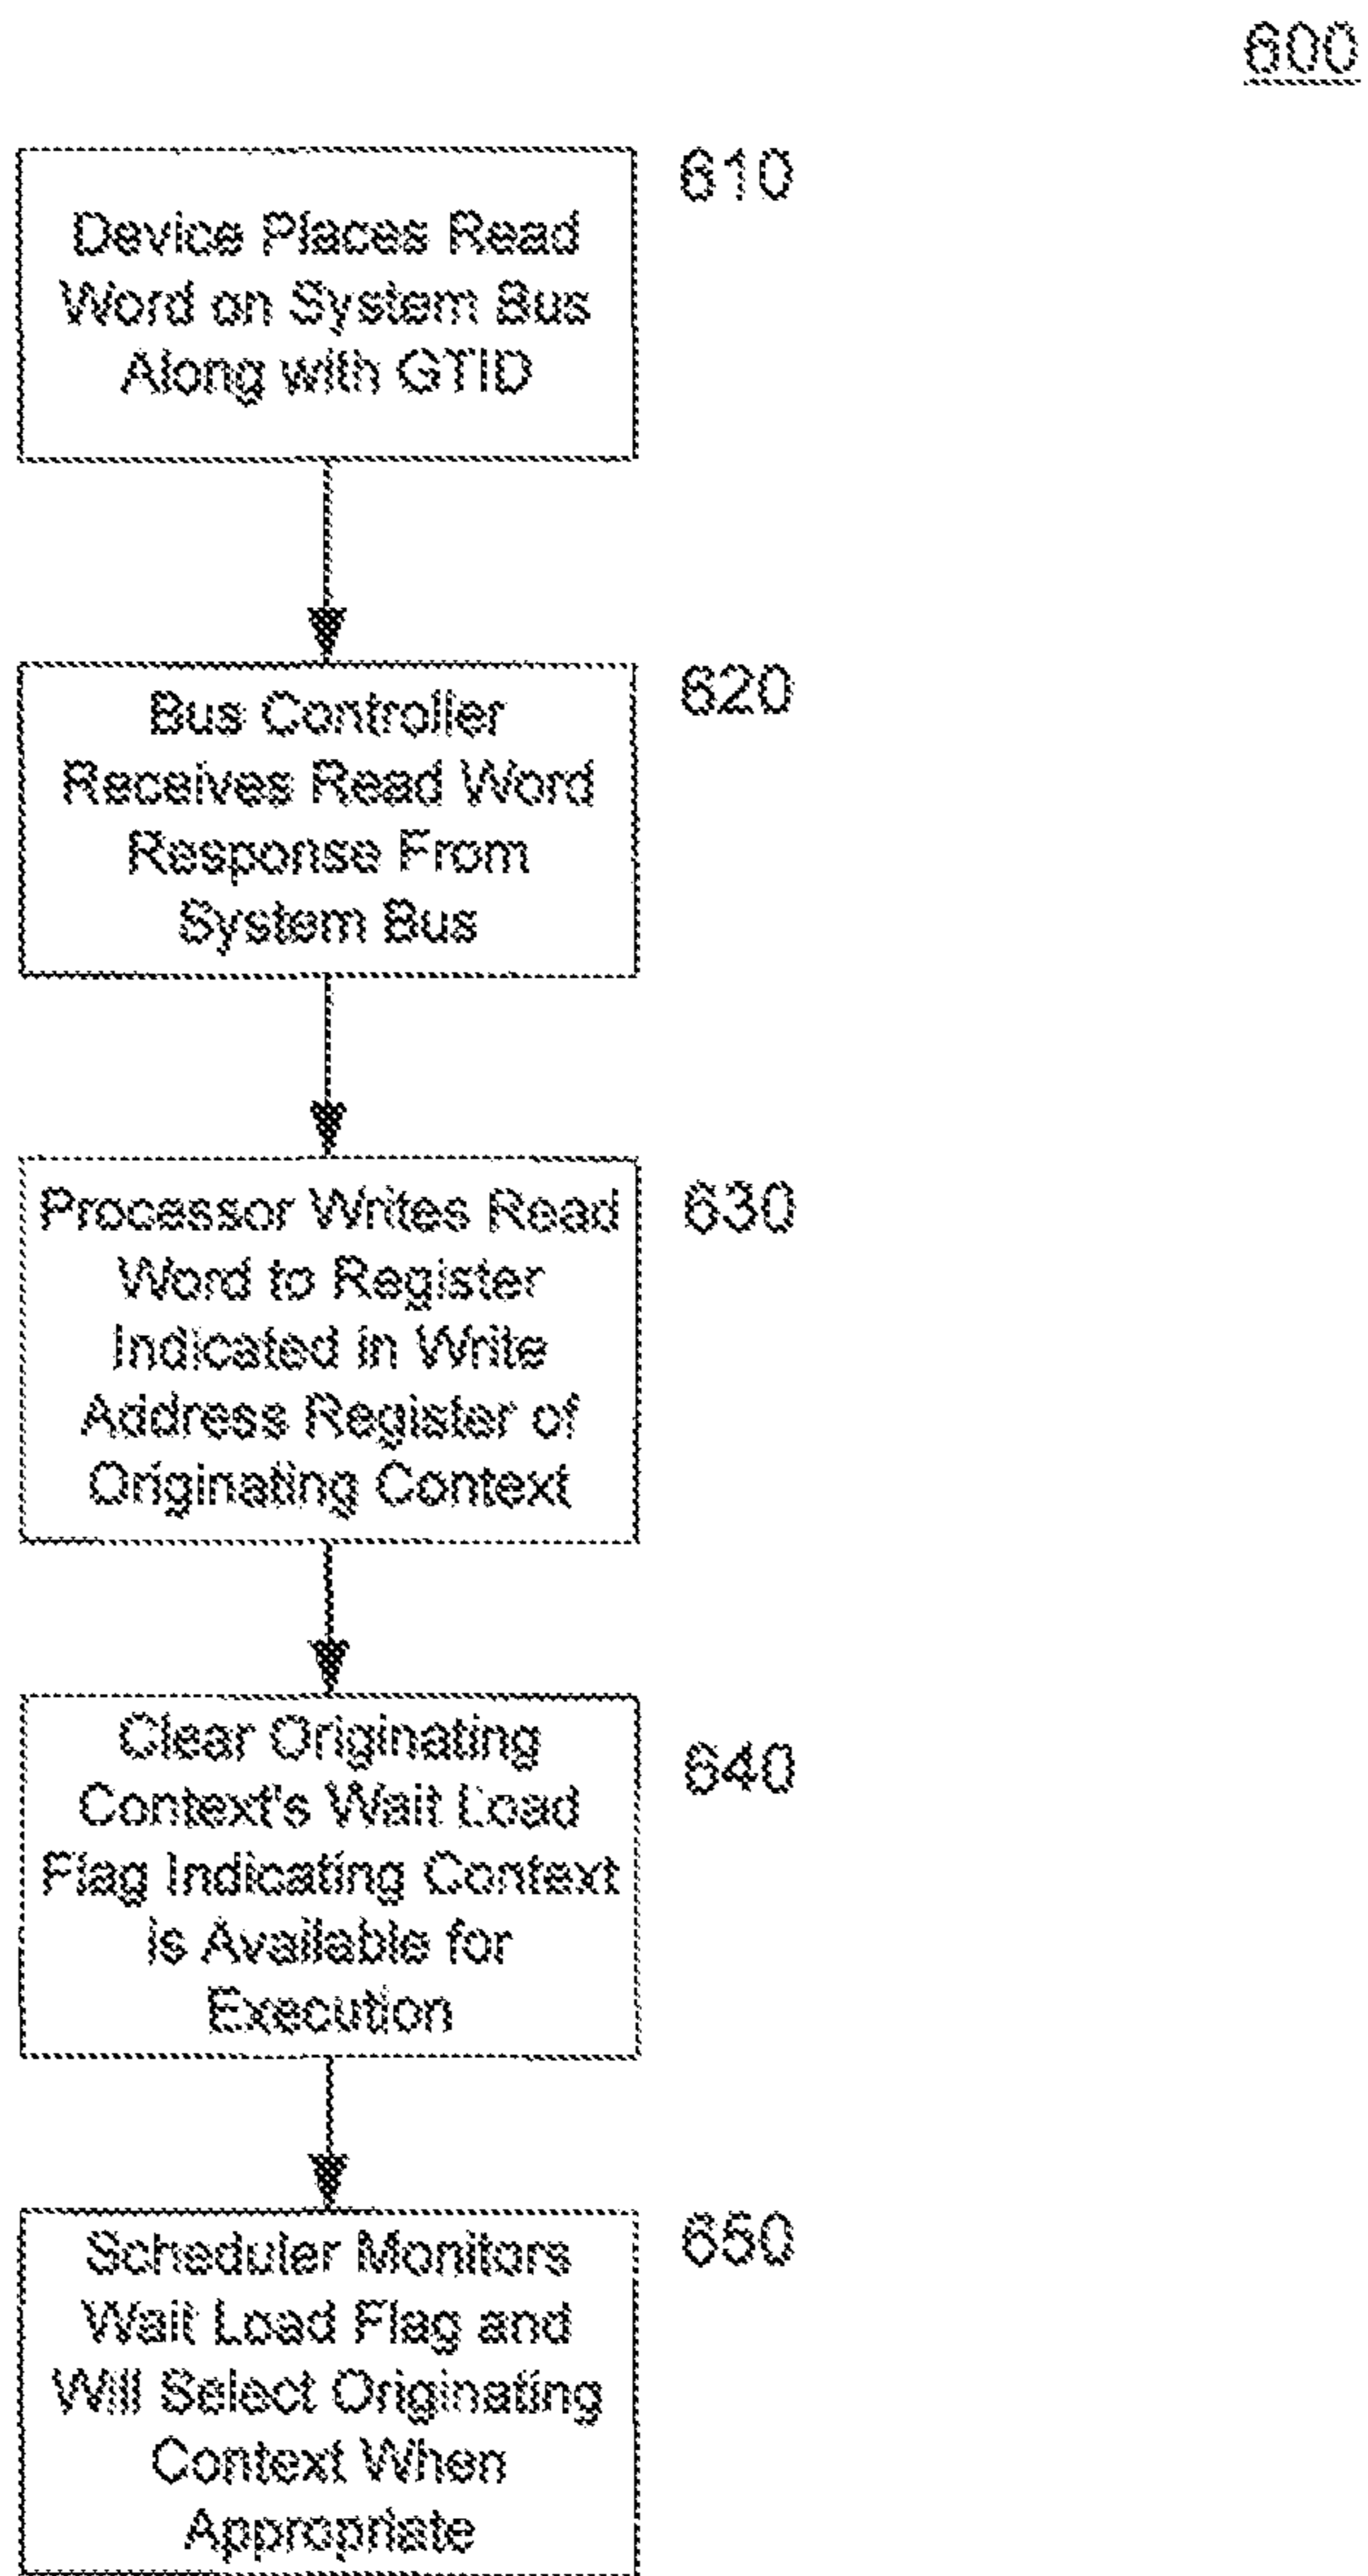 600
610
Device Places Read
Word on System Bus
Along with GTID
620
Bus Controller
Receives Read Word
Response From
System Bus
630
Processor Writes Read
Word to Register
Indicated in Write
Address Register of
Originating Context
640
Clear Originating
Context's Wait Load
Flag Indicating Context
is Available for
Execution
650
Scheduler Monitors
Wait Load Flag and
Will Select Originating
Context When
Appropriate